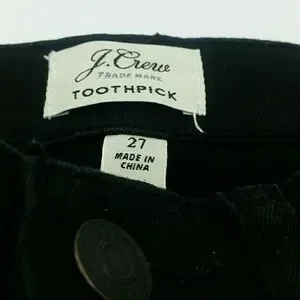 J.Crew
TRADE MARK
TOOTHPICK
27
MADE IN
CHINA